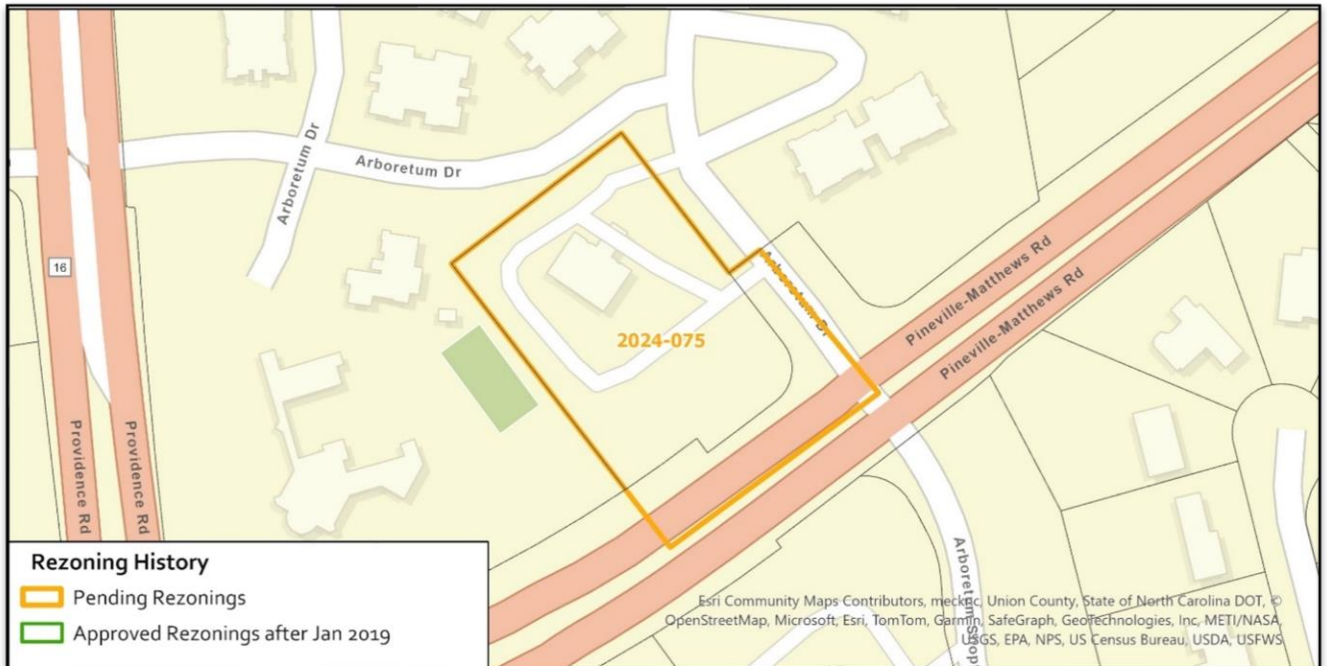 Arboretum Dr
Arboretum Dr
16
Pineville-Matthews Rd
Pineville-Matthews Rd
2024-075
Providence Rd
Providence Rd
Rezoning History
Pending Rezonings
Approved Rezonings after Jan 2019
Esri Community Maps Contributors, Union County, State of North Carolina DOT, ©
OpenStreetMap, Microsoft, Esri, TomTom, Garmin, SafeGraph, GeoTechnologies, Inc, METI/NASA,
USGS, EPA, NPS, US Census Bureau, USDA, USFWS